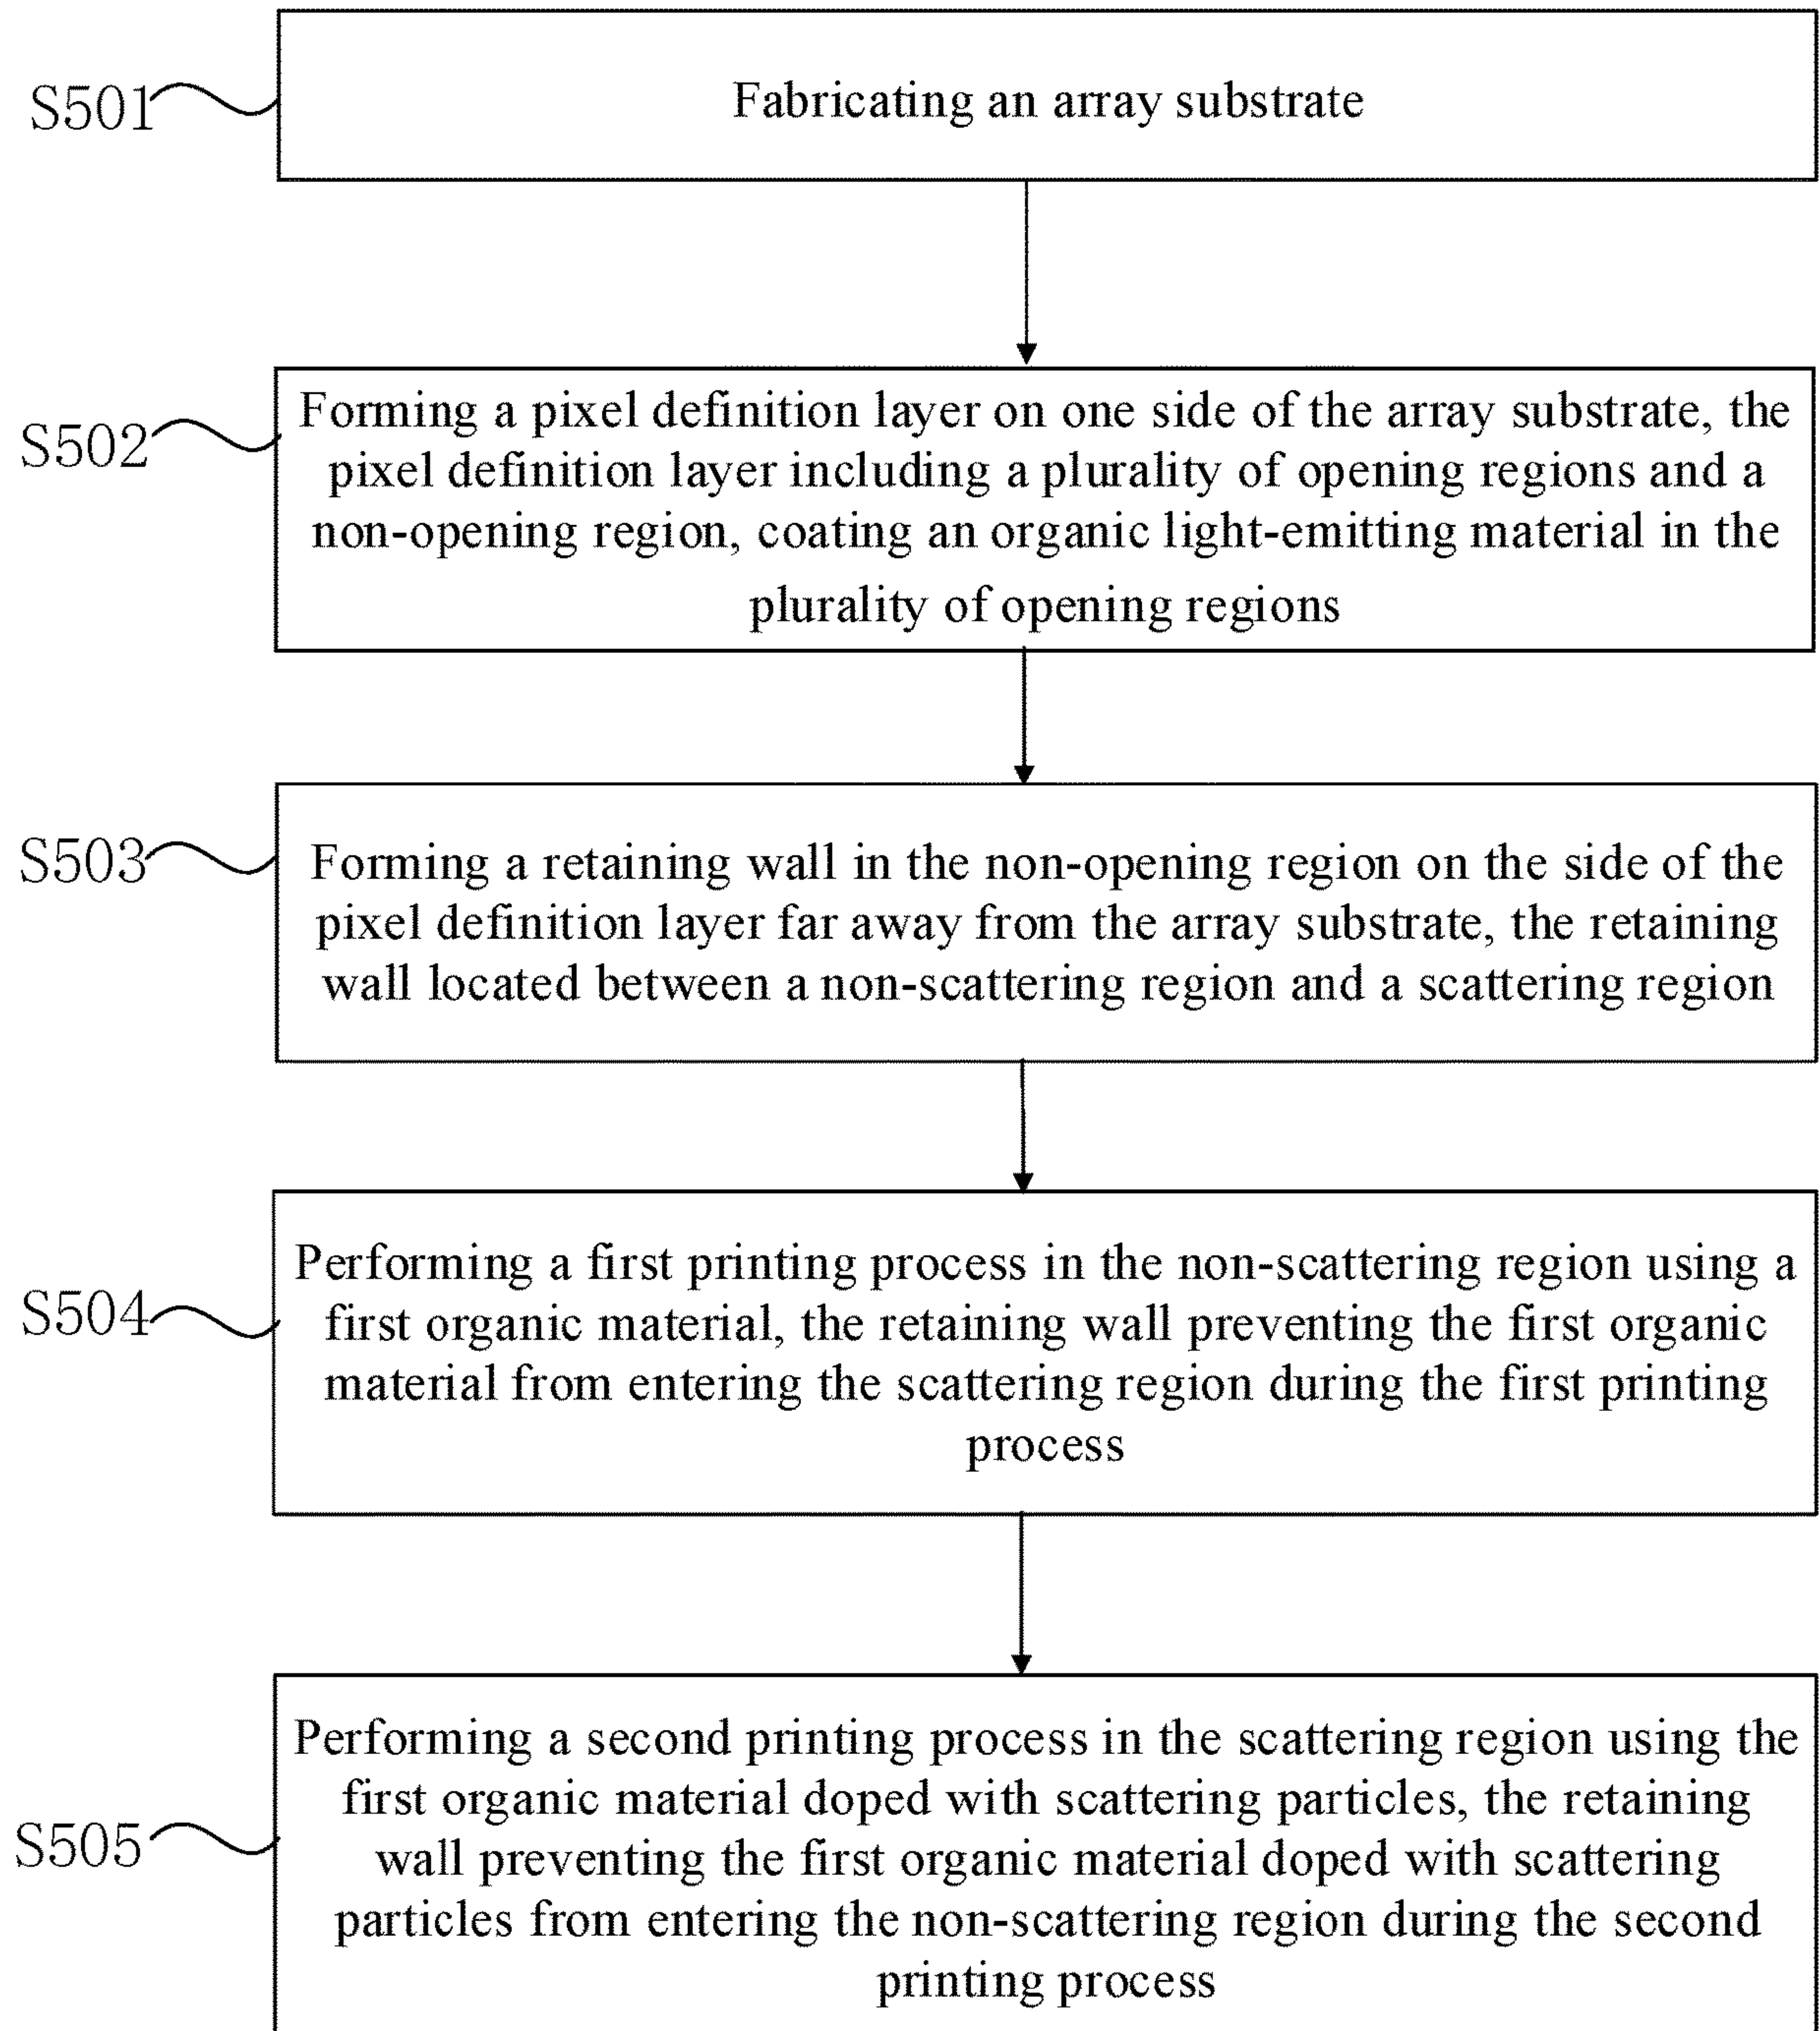 S501
Fabricating an array substrate
S502
Forming a pixel definition layer on one side of the array substrate, the
pixel definition layer including a plurality of opening regions and a
non-opening region, coating an organic light-emitting material in the
plurality of opening regions
S503
Forming a retaining wall in the non-opening region on the side of the
pixel definition layer far away from the array substrate, the retaining
wall located between a non-scattering region and a scattering region
S504
Performing a first printing process in the non-scattering region using a
first organic material, the retaining wall preventing the first organic
material from entering the scattering region during the first printing
process
S505
Performing a second printing process in the scattering region using the
first organic material doped with scattering particles, the retaining
wall preventing the first organic material doped with scattering
particles from entering the non-scattering region during the second
printing process